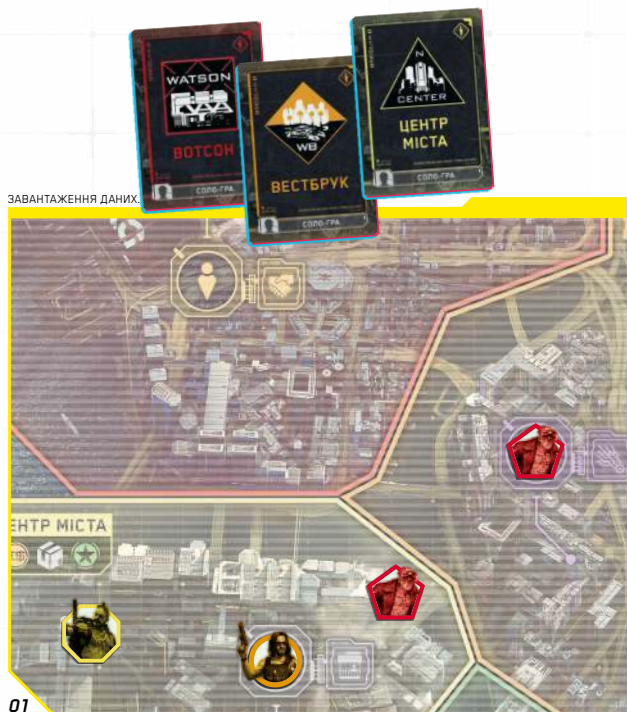 WATSON
ВОТСОН
СОЛО-ГРА
WB
ВЕСТБРУК
СОЛО-ГРА
N
CENTER
ЦЕНТР
МІСТА
СОЛО-ГРА
ЗАВАНТАЖЕННЯ ДАНИХ.
ЕНТР МІСТА
01